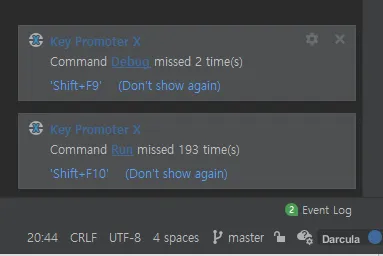 Key Promoter X
Command Debug missed 2 time(s)
'Shift+F9' (Don't show again)
Key Promoter X
Command Run missed 193 time(s)
'Shift+F10' (Don't show again)
2 Event Log
20:44 CRLF UTF-8 4 spaces master Darcula